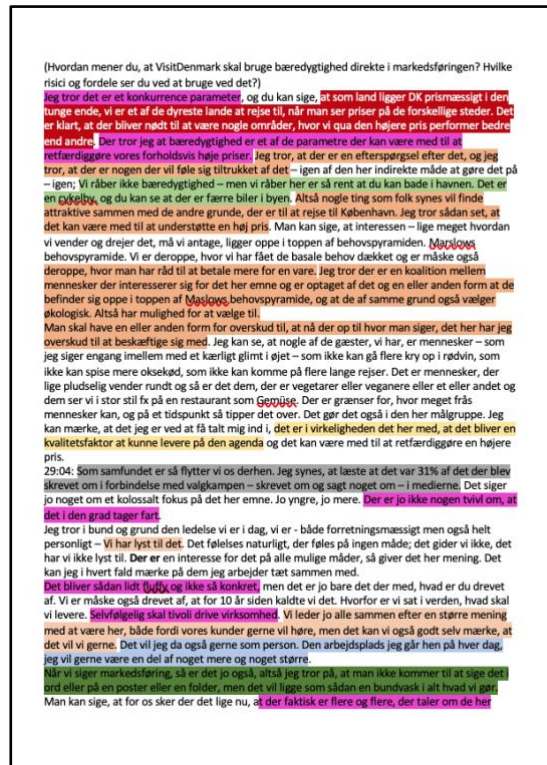 (Hvordan mener du, at VisitDenmark skal bruge bæredygtighed direkte i markedsføringen? Hvilke
risici og fordele ser du ved at bruge ved det?)
Jeg tror det er et konkurrence parameter, og du kan sige, at som land ligger DK prismæssigt i den
tunge ende, vi er et af de dyreste lande at rejse til, når man ser priser på de forskellige steder. Det
er klart, at der bliver nødt til at være nogle områder, hvor vi qua den højere pris performer bedre
end andre. Der tror jeg at bæredygtighed er et af de parametre der kan være med til at
retfærdiggøre vores forholdsvis høje priser. Jeg tror, at der er en efterspørgsel efter det, og jeg
tror, at der er nogen der vil føle sig tiltrukket af det – igen af den her indirekte måde at gøre det på
– igen; Vi råber ikke bæredygtighed – men vi råber her er så rent at du kan bade i havnen. Det er
en cykelby, og du kan se at der er færre biler i byen. Altså nogle ting som folk synes vil finde
attraktive sammen med de andre grunde, der er til at rejse til København. Jeg tror sådan set, at
det kan være med til at understøtte en høj pris. Man kan sige, at interessen – lige meget hvordan
vi vender og drejer det, må vi antage, ligger oppe i toppen af behovspyramiden. Marslows
behovspyramide. Vi er deroppe, hvor vi har fået de basale behov dækket og er måske også
deroppe, hvor man har råd til at betale mere for en vare. Jeg tror der er en koalition mellem
mennesker der interesserer sig for det her emne og er optaget af det og en eller anden form at de
befinder sig oppe i toppen af Maslows behovspyramide, og at de af samme grund også vælger
økologisk. Altså har mulighed for at vælge til.
Man skal have en eller anden form for overskud til, at nå der op til hvor man siger, det her har jeg
overskud til at beskæftige sig med. Jeg kan se, at nogle af de gæster, vi har, er mennesker – som
jeg siger engang imellem med et kærligt glimt i øjet – som ikke kan gå flere kry op i rødvin, som
ikke kan spise mere oksekød, som ikke kan komme på flere lange rejser. Det er mennesker, der
lige pludselig vender rundt og så er det dem, der er vegetarer eller veganere eller et eller andet og
dem ser vi i stor stil fx på en restaurant som Gemüse. Der er grænser for, hvor meget frås
mennesker kan, og på et tidspunkt så tipper det over. Det gør det også i den her målgruppe. Jeg
kan mærke, at det jeg er ved at få talt mig ind i, det er i virkeligheden det her med, at det bliver en
kvalitetsfaktor at kunne levere på den agenda og det kan være med til at retfærdiggøre en højere
pris.
29:04: Som samfundet er så flytter vi os derhen. Jeg synes, at læste at det var 31% af det der blev
skrevet om i forbindelse med valgkampen – skrevet om og sagt noget om – i medierne. Det siger
jo noget om et kolossalt fokus på det her emne. Jo yngre, jo mere. Der er jo ikke nogen tvivl om, at
det i den grad tager fart.
Jeg tror i bund og grund den ledelse vi er i dag, vi er - både forretningsmæssigt men også helt
personligt – Vi har lyst til det. Det følelses naturligt, der føles på ingen måde; det gider vi ikke, det
har vi ikke lyst til. Der er en interesse for det på alle mulige måder, så giver det her mening. Det
kan jeg i hvert fald mærke på dem jeg arbejder tæt sammen med.
Det bliver sådan lidt fluffy og ikke så konkret, men det er jo bare det der med, hvad er du drevet
af. Vi er måske også drevet af, at for 10 år siden kaldte vi det. Hvorfor er vi sat i verden, hvad skal
vi levere. Selvfølgelig skal tivoli drive virksomhed. Vi leder jo alle sammen efter en større mening
med at være her, både fordi vores kunder gerne vil høre, men det kan vi også godt selv mærke, at
det vil vi gerne. Det vil jeg da også gerne som person. Den arbejdsplads jeg går hen på hver dag,
jeg vil gerne være en del af noget mere og noget større.
Når vi siger markedsføring, så er det jo også, altså jeg tror på, at man ikke kommer til at sige det i
ord eller på en poster eller en folder, men det vil ligge som sådan en bundvask i alt hvad vi gør.
Man kan sige, at for os sker der det lige nu, at der faktisk er flere og flere, der taler om de her